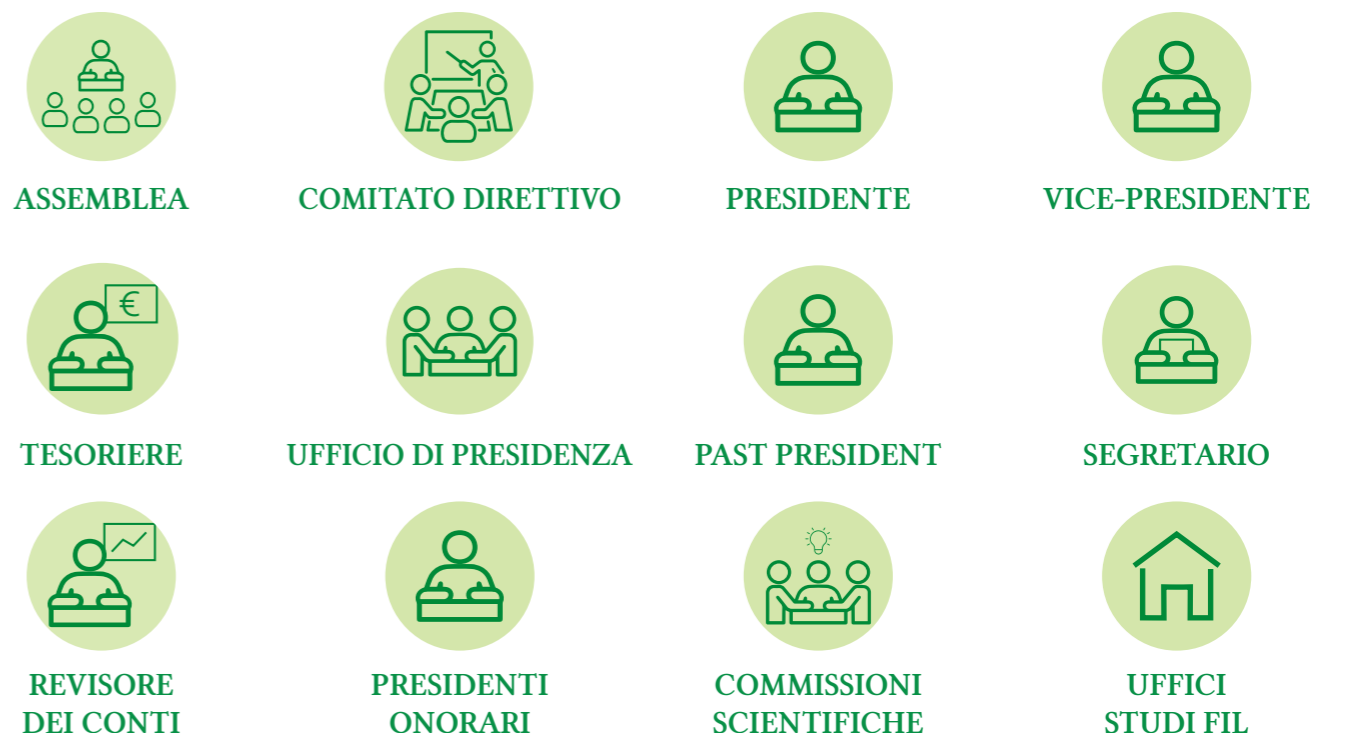 ASSEMBLEA
COMITATO DIRETTIVO
PRESIDENTE
VICE-PRESIDENTE
€
TESORIERE
UFFICIO DI PRESIDENZA
PAST PRESIDENT
SEGRETARIO
REVISORE
DEI CONTI
PRESIDENTI
ONORARI
COMMISSIONI
SCIENTIFICHE
UFFICI
STUDI FIL